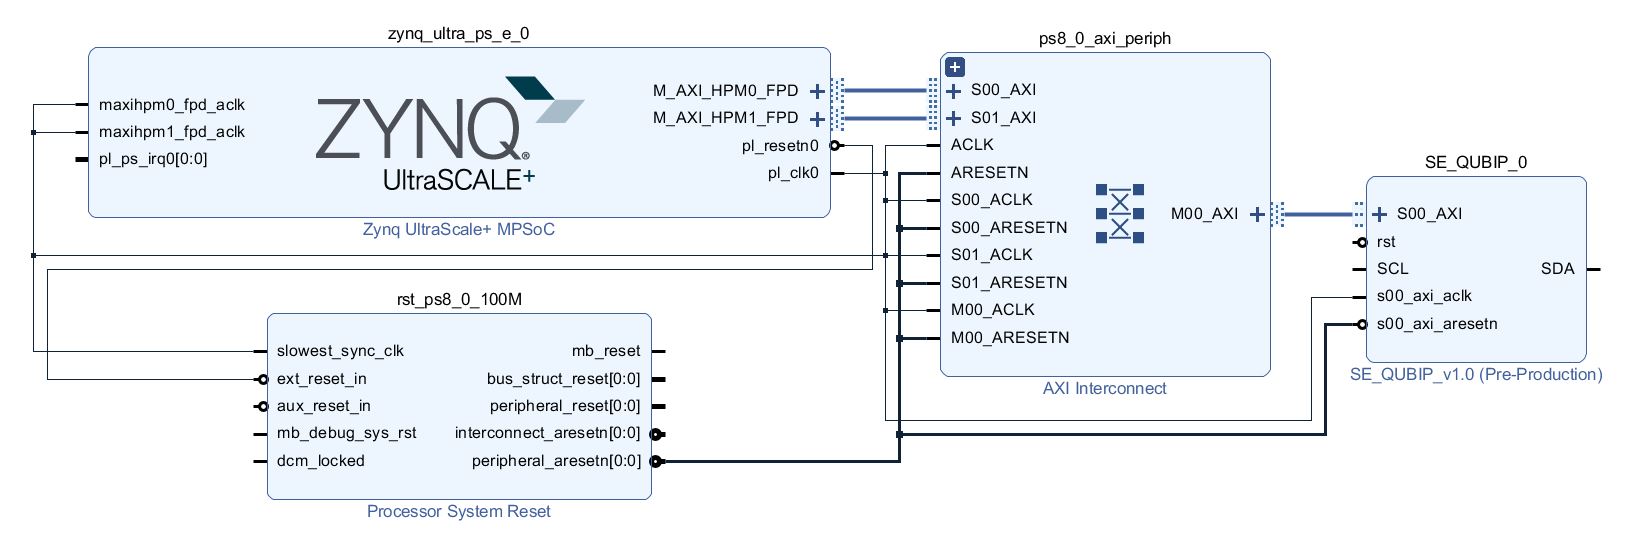 zynq_ultra_ps_e_0
maxihpm0_fpd_aclk
maxihpm1_fpd_aclk
pl_ps_irq0[0:0]
ZYNQ®
UltraSCALE+
M_AXI_HPM0_FPD
M_AXI_HPM1_FPD
pl_resetn0
pl_clk0
Zynq UltraScale+ MPSoC
rst_ps8_0_100M
slowest_sync_clk
ext_reset_in
aux_reset_in
mb_debug_sys_rst
dcm_locked
mb_reset
bus_struct_reset[0:0]
peripheral_reset[0:0]
interconnect_aresetn[0:0]
peripheral_aresetn[0:0]
Processor System Reset
ps8_0_axi_periph
S00_AXI
S01_AXI
ACLK
ARESETN
S00_ACLK
S00_ARESETN
S01_ACLK
S01_ARESETN
M00_ACLK
M00_ARESETN
M00_AXI
AXI Interconnect
SE_QUBIP_0
S00_AXI
rst
SCL
s00_axi_aclk
s00_axi_aresetn
SDA
SE_QUBIP_v1.0 (Pre-Production)